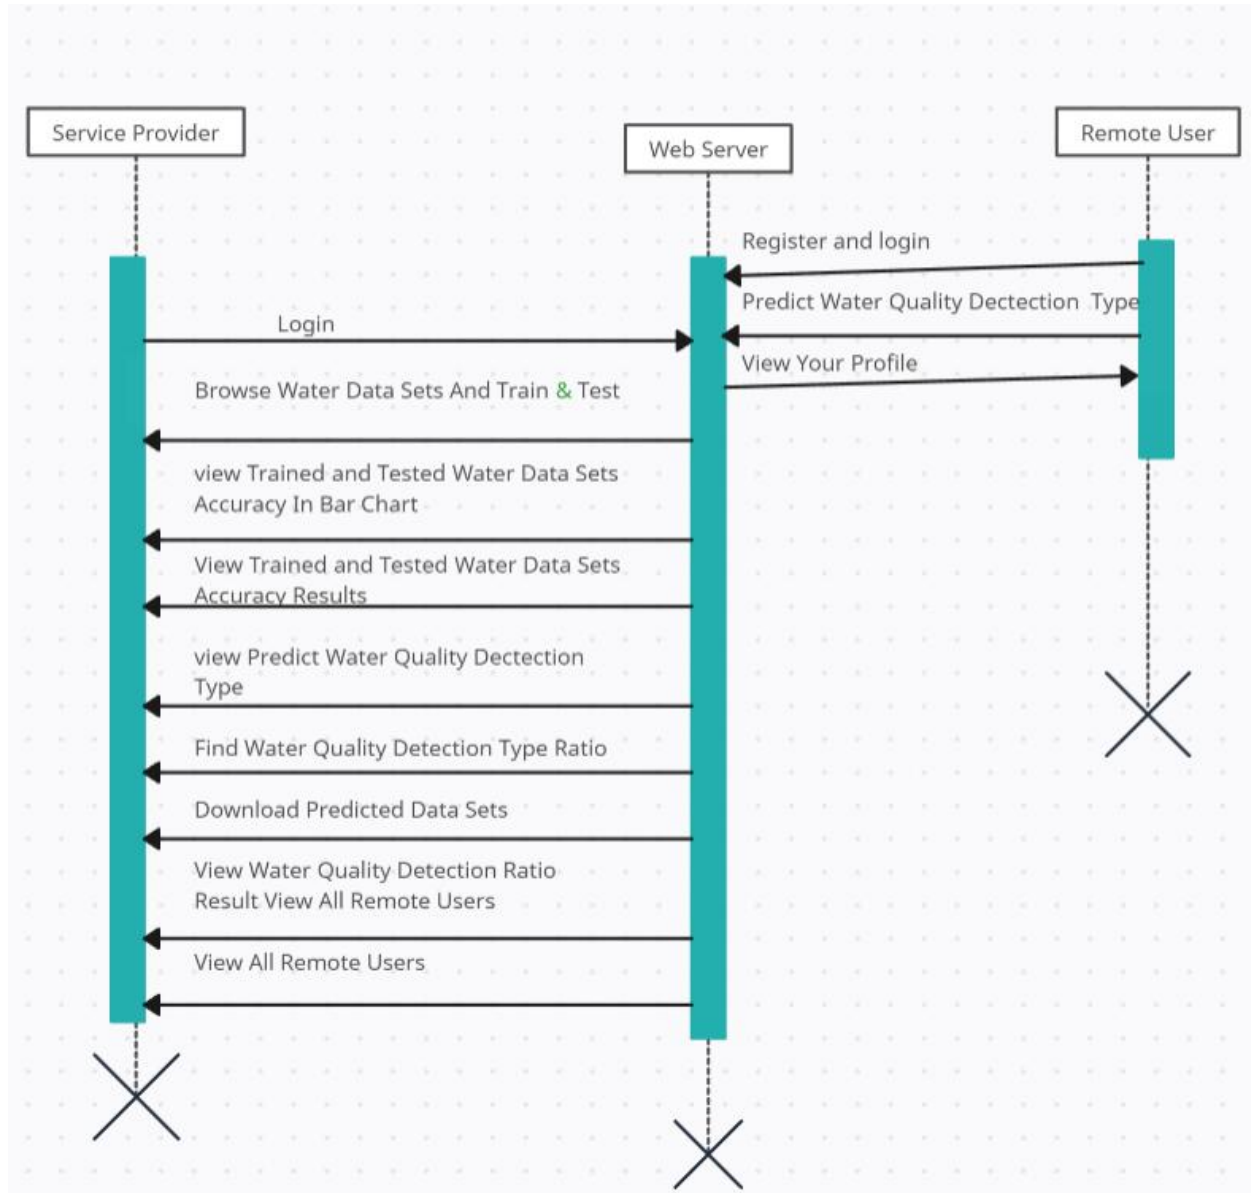 Service Provider
Web Server
Remote User
Register and login
Predict Water Quality Dectection  Type
Login
View Your Profile
Browse Water Data Sets And Train & Test
view Trained and Tested Water Data Sets
Accuracy In Bar Chart
View Trained and Tested Water Data Sets
Accuracy Results
view Predict Water Quality Dectection
Type
Find Water Quality Detection Type Ratio
Download Predicted Data Sets
View Water Quality Detection Ratio
Result View All Remote Users
View All Remote Users